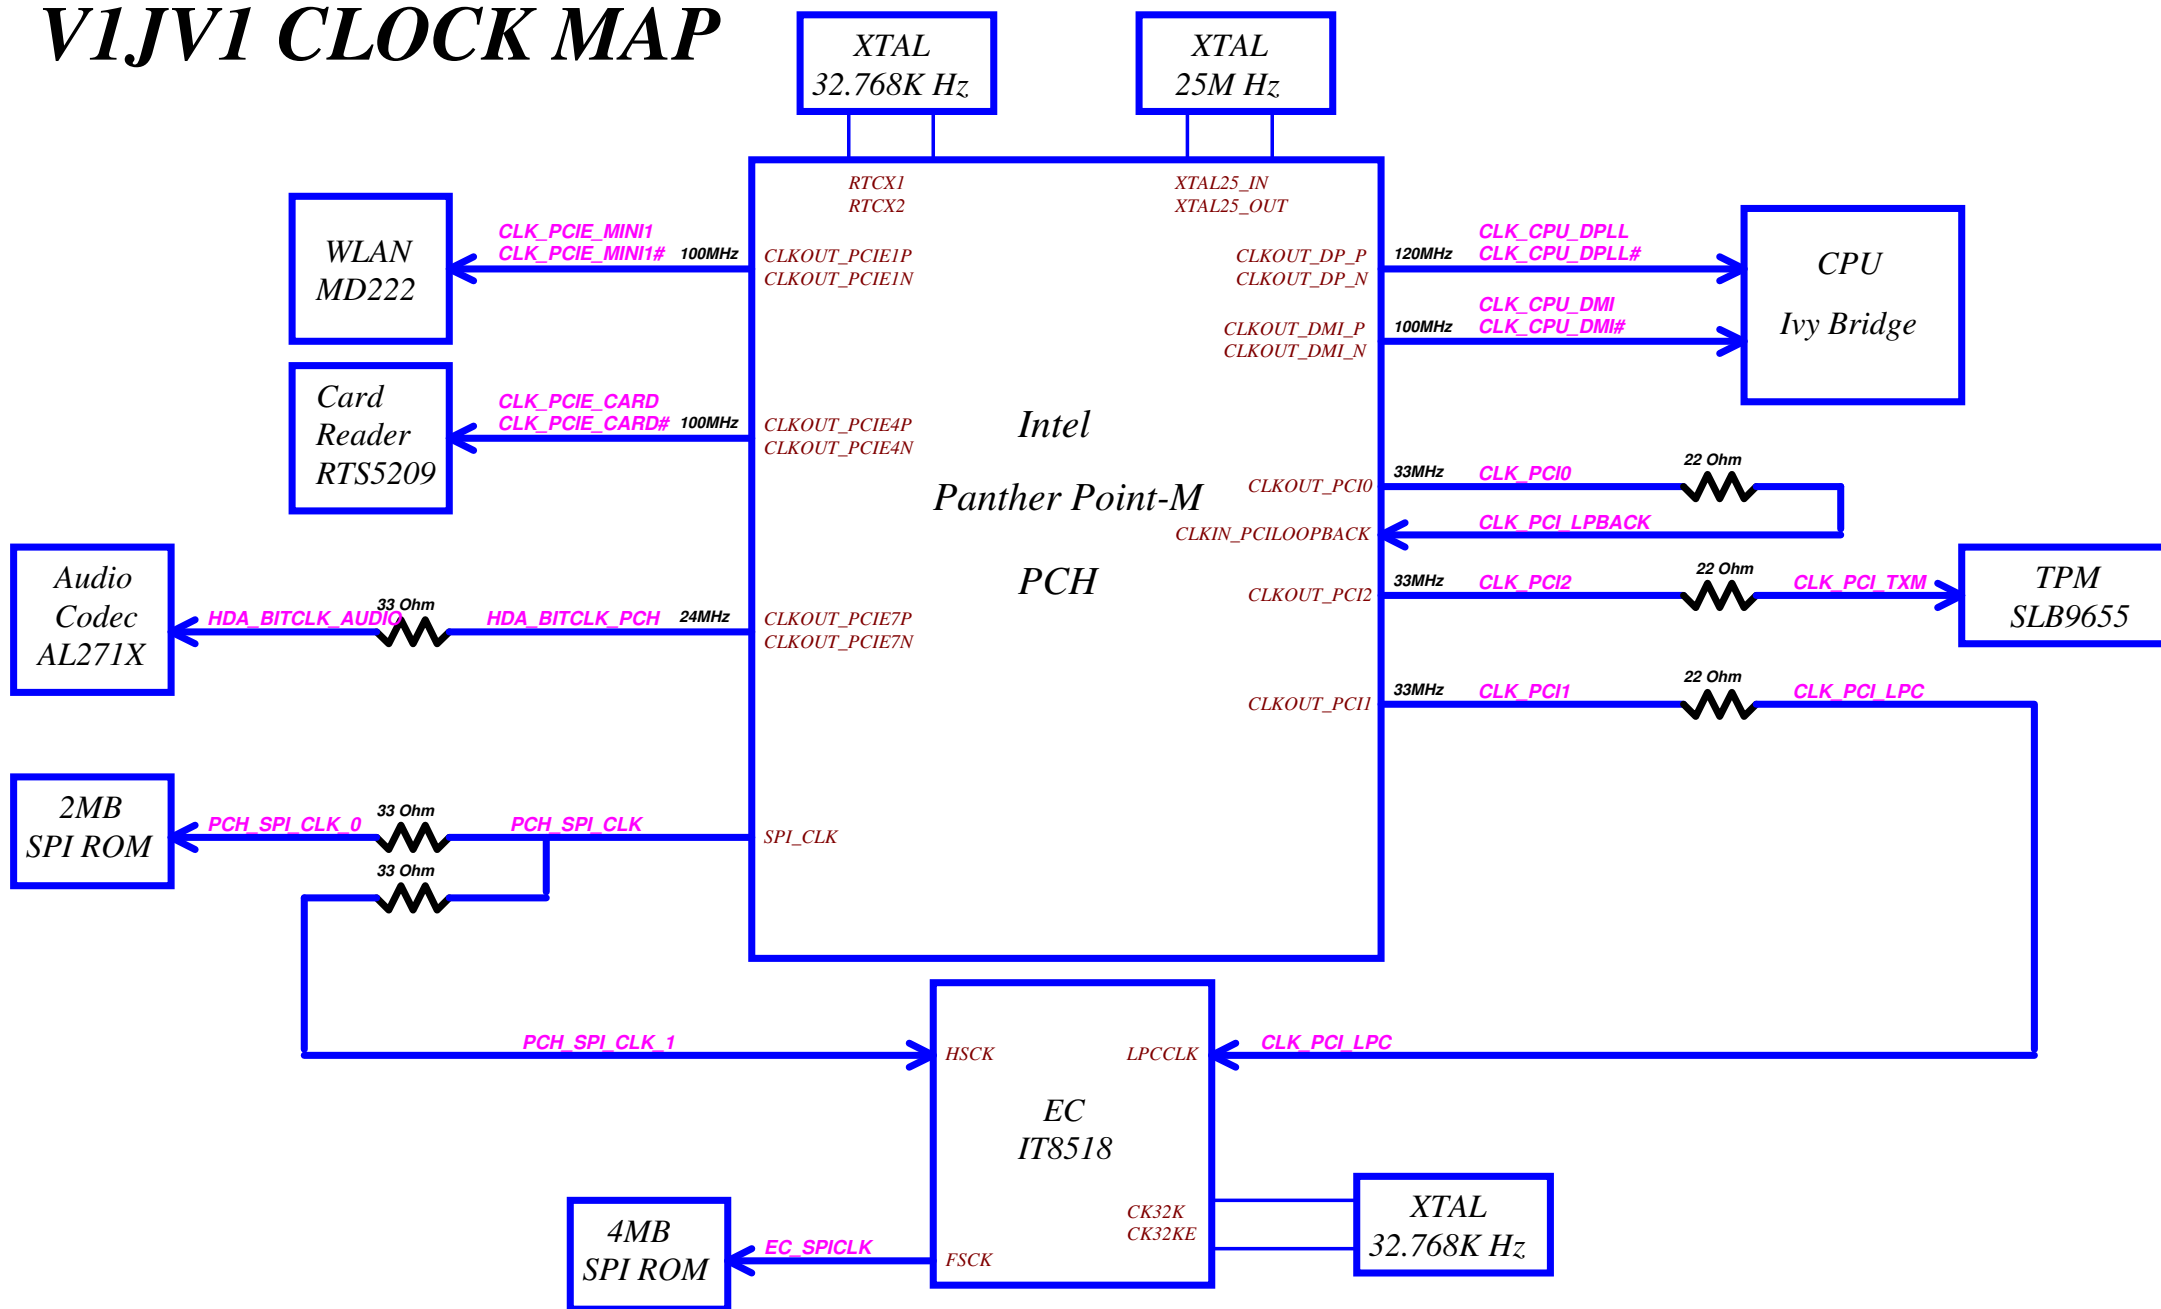 V1JV1 CLOCK MAP
XTAL
32.768K Hz
XTAL
25M Hz
RTCX1
RTCX2
XTAL25_IN
XTAL25_OUT
WLAN
MD222
CLK_PCIE_MINI1
CLK_PCIE_MINI1#
100MHz
CLKOUT_PCIE1P
CLKOUT_PCIE1N
CLKOUT_DP_P
CLKOUT_DP_N
120MHz
CLK_CPU_DPLL
CLK_CPU_DPLL#
CLKOUT_DMI_P
CLKOUT_DMI_N
100MHz
CLK_CPU_DMI
CLK_CPU_DMI#
CPU
Ivy Bridge
Card
Reader
RTS5209
CLK_PCIE_CARD
CLK_PCIE_CARD#
100MHz
CLKOUT_PCIE4P
CLKOUT_PCIE4N
Intel
Panther Point-M
PCH
CLKOUT_PCI0
33MHz
CLK_PCI0
22 Ohm
CLKIN_PCILOOPBACK
CLK_PCI_LPBACK
CLKOUT_PCI2
33MHz
CLK_PCI2
22 Ohm
CLK_PCI_TXM
TPM
SLB9655
Audio
Codec
AL271X
HDA_BITCLK_AUDIO
33 Ohm
HDA_BITCLK_PCH
24MHz
CLKOUT_PCIE7P
CLKOUT_PCIE7N
CLKOUT_PCI1
33MHz
CLK_PCI1
22 Ohm
CLK_PCI_LPC
2MB
SPI ROM
PCH_SPI_CLK_0
33 Ohm
PCH_SPI_CLK
SPI_CLK
33 Ohm
PCH_SPI_CLK_1
HSCK
LPCCLK
CLK_PCI_LPC
EC
IT8518
CK32K
CK32KE
XTAL
32.768K Hz
4MB
SPI ROM
EC_SPICLK
FSCK